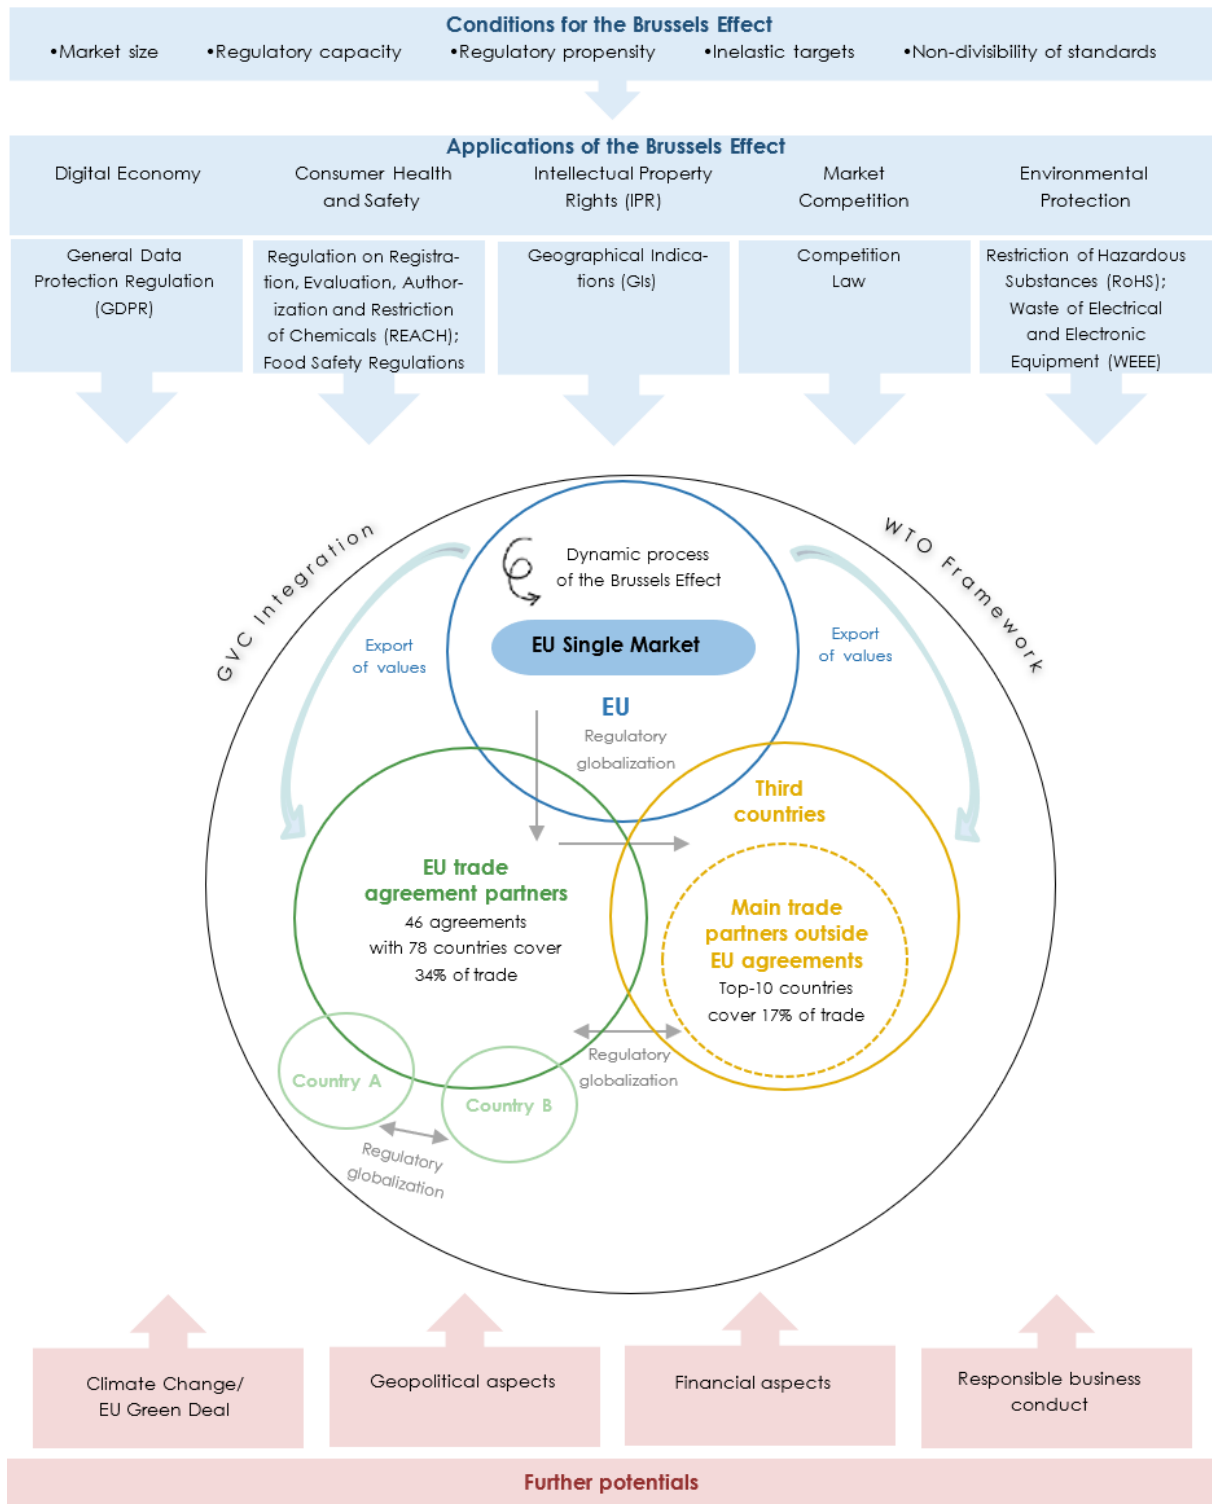 Conditions for the Brussels Effect
•Market size •Regulatory capacity •Regulatory propensity •Inelastic targets •Non-divisibility of standards
Applications of the Brussels Effect
Digital Economy
Consumer Health
and Safety
Intellectual Property
Rights (IPR)
Market
Competition
Environmental
Protection
General Data
Protection Regulation
(GDPR)
Regulation on Registra-
tion, Evaluation, Author-
ization and Restriction
of Chemicals (REACH);
Food Safety Regulations
Geographical Indica-
tions (GIs)
Competition
Law
Restriction of Hazardous
Substances (RoHS);
Waste of Electrical
and Electronic
Equipment (WEEE)
GVC Integration
WTO Framework
Dynamic process
of the Brussels Effect
EU Single Market
Export
of values
Export
of values
EU
Regulatory
globalization
Third
countries
EU trade
agreement partners
46 agreements
with 78 countries cover
34% of trade
Main trade
partners outside
EU agreements
Top-10 countries
cover 17% of trade
Regulatory
globalization
Country A
Country B
Regulatory
globalization
Climate Change/
EU Green Deal
Geopolitical aspects
Financial aspects
Responsible business
conduct
Further potentials